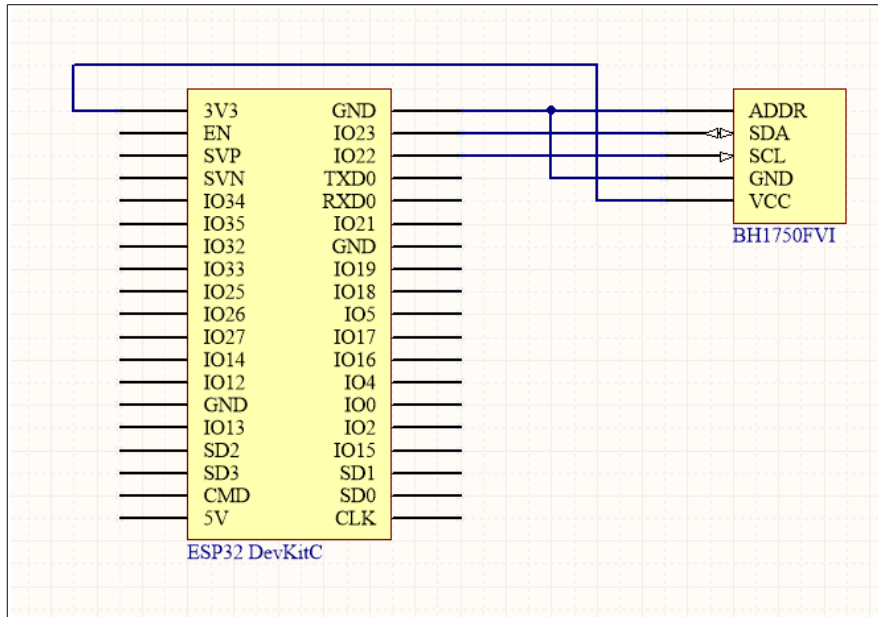 3V3 GND
EN IO23
SVP IO22
SVN TXD0
IO34 RXD0
IO35 IO21
IO32 GND
IO33 IO19
IO25 IO18
IO26 IO5
IO27 IO17
IO14 IO16
IO12 IO4
GND IO0
IO13 IO2
SD2 IO15
SD3 SD1
CMD SD0
5V CLK
ESP32 DevKitC
ADDR
SDA
SCL
GND
VCC
BH1750FVI